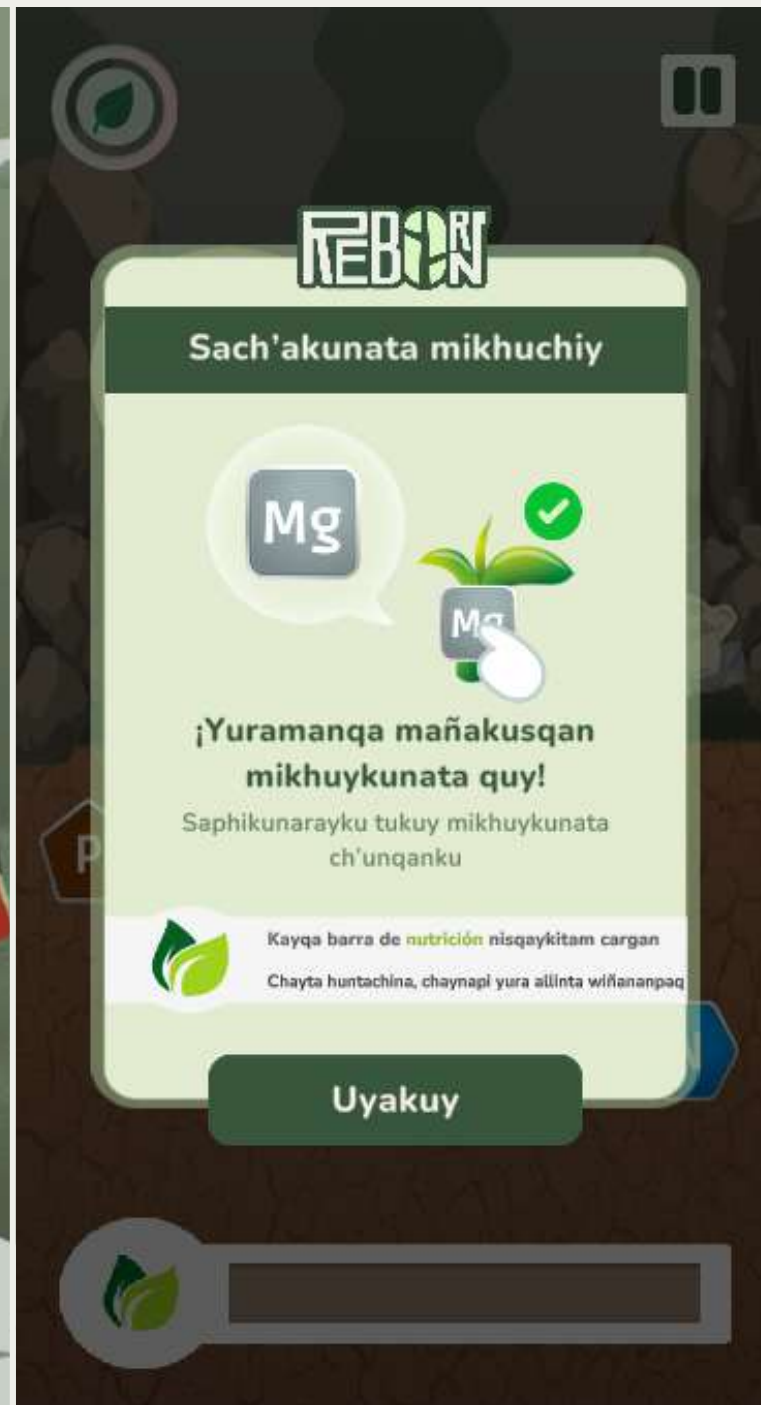 REBORN
Sach’akunata mikhuchiy
Mg
Mg
¡Yuramanqa mañakusqan
mikhuykunata quy!
Saphikunarayku tukuy mikhuykunata
ch’unqanku
P
Kayqa barra de nutrición nisqaykitam cargan
Chayta huntachina, chaynapi yura allinta wiñananpaq
Uyakuy